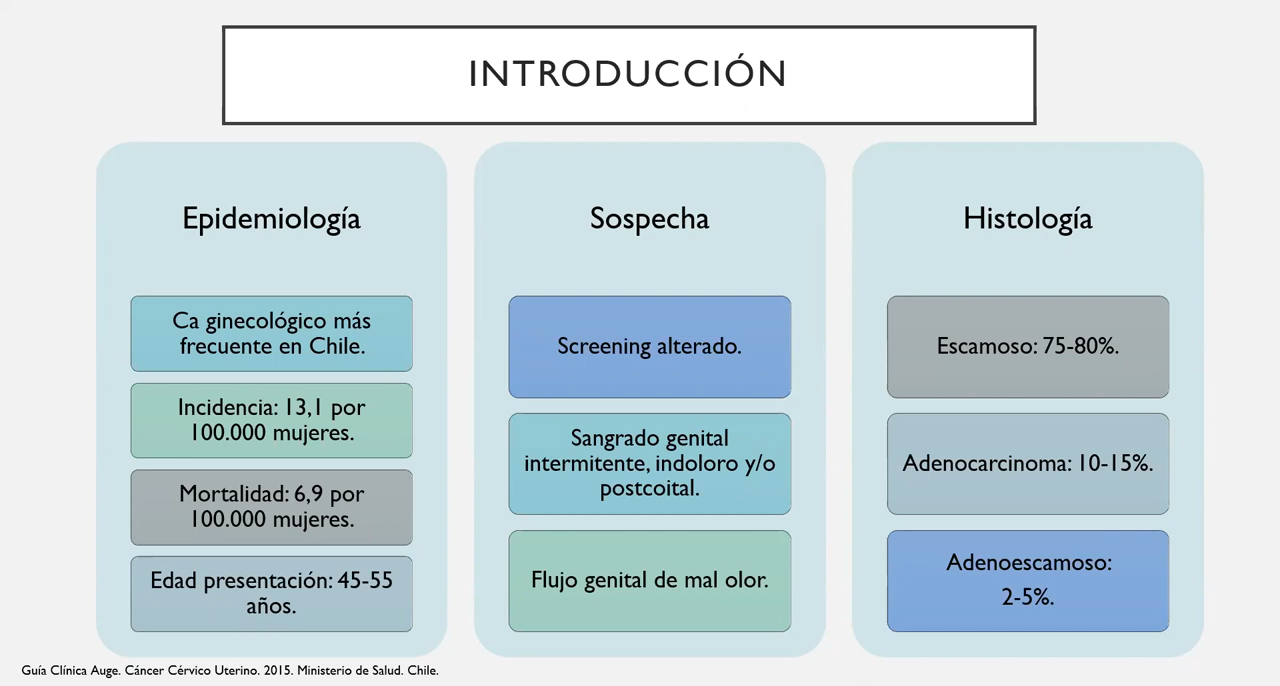 INTRODUCCIÓN
Epidemiología
Ca ginecológico más
frecuente en Chile.
Incidencia: 13,1 por
100.000 mujeres.
Mortalidad: 6,9 por
100.000 mujeres.
Edad presentación: 45-55
años.
Sospecha
Screening alterado.
Sangrado genital
intermitente, indoloro y/o
postcoital.
Flujo genital de mal olor.
Histología
Escamoso: 75-80%.
Adenocarcinoma: 10-15%.
Adenoescamoso:
2-5%.
Guía Clínica Auge. Cáncer Cérvico Uterino. 2015. Ministerio de Salud. Chile.